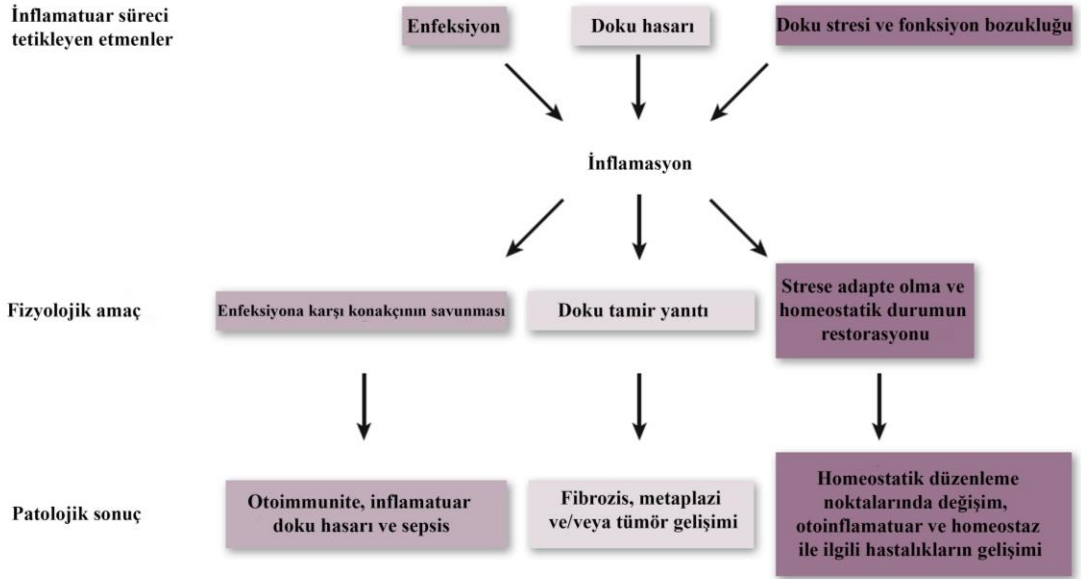 İnflamatuar süreci
tetikleyen etmenler
Enfeksiyon
Doku hasarı
Doku stresi ve fonksiyon bozukluğu
İnflamasyon
Fizyolojik amaç
Enfeksiyona karşı konakçının savunması
Doku tamir yanıtı
Strese adapte olma ve
homeostatik durumun
restorasyonu
Patolojik sonuç
Otoimmunite, inflamatuar
doku hasarı ve sepsis
Fibrozis, metaplazi
ve/veya tümör gelişimi
Homeostatik düzenleme
noktalarında değişim,
otoinflamatuar ve homeostaz
ile ilgili hastalıkların gelişimi